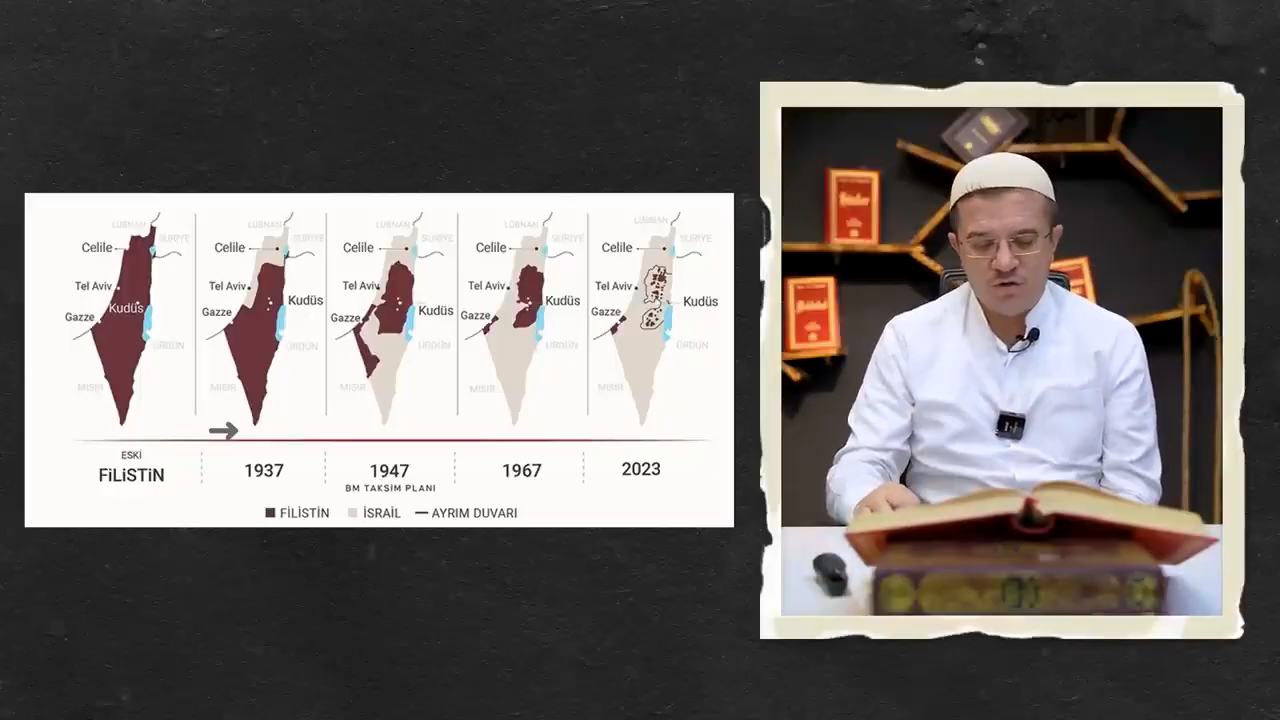 LÜBNAN
SURİYE
Celile
Tel Aviv
Kudüs
Gazze
MISIR
ÜRDÜN
LÜBNAN
SURİYE
Celile
Tel Aviv
Kudüs
Gazze
MISIR
ÜRDÜN
LÜBNAN
SURİYE
Celile
Tel Aviv
Kudüs
Gazze
MISIR
ÜRDÜN
LÜBNAN
SURİYE
Celile
Tel Aviv
Kudüs
Gazze
MISIR
ÜRDÜN
LÜBNAN
SURİYE
Celile
Tel Aviv
Kudüs
Gazze
MISIR
ÜRDÜN
ESKİ
FİLİSTİN
1937
1947
BM TAKSİM PLANI
1967
2023
FİLİSTİN İSRAİL AYRIM DUVARI